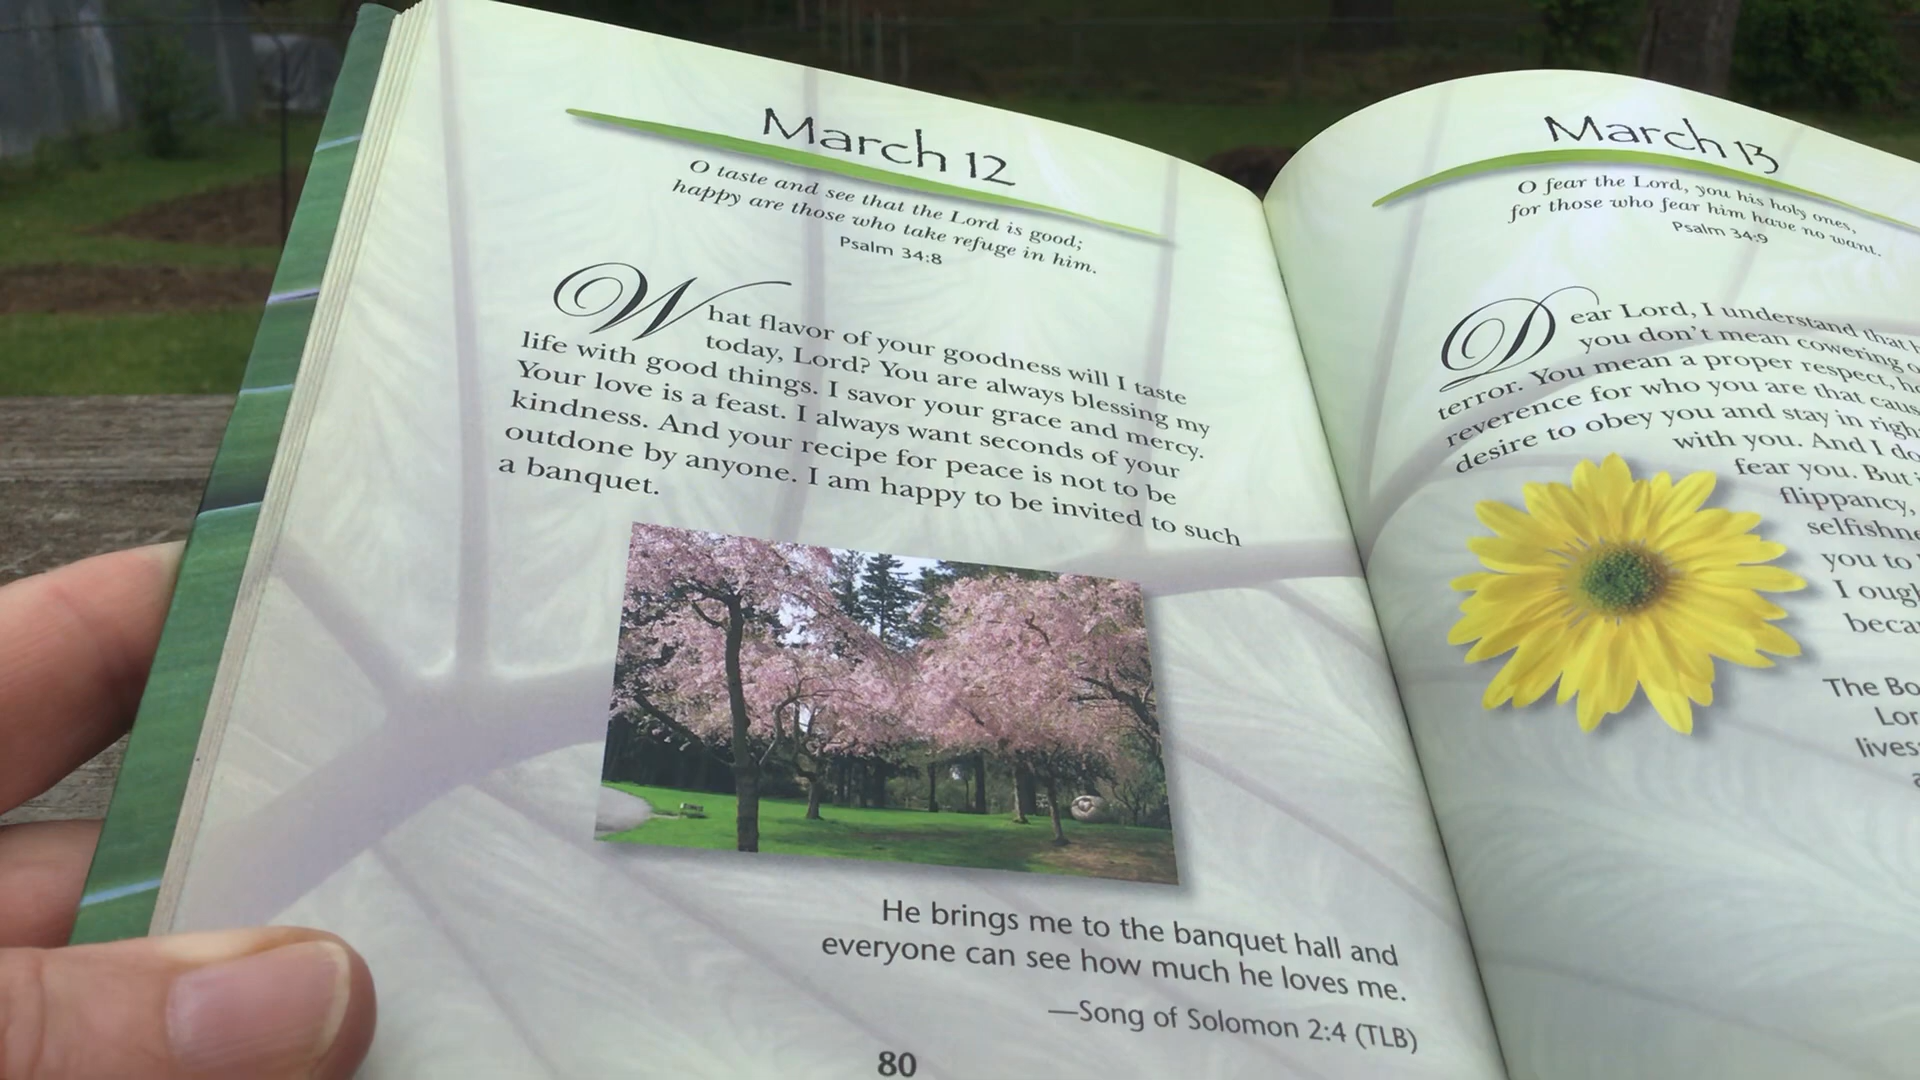 March 12
O taste and see that the Lord is good;
happy are those who take refuge in him.
Psalm 34:8
What flavor of your goodness will I taste
today, Lord? You are always blessing my
life with good things. I savor your grace and mercy.
Your love is a feast. I always want seconds of your
kindness. And your recipe for peace is not to be
outdone by anyone. I am happy to be invited to such
a banquet.
He brings me to the banquet hall and
everyone can see how much he loves me.
—Song of Solomon 2:4 (TLB)
80
March 13
O fear the Lord, you his holy ones,
for those who fear him have no want.
Psalm 34:9
Dear Lord, I understand that
you don't mean cowering
terror. You mean a proper respect,
reverence for who you are that
desire to obey you and stay in
with you. And I do
fear you. But
flippancy,
you to
I
The